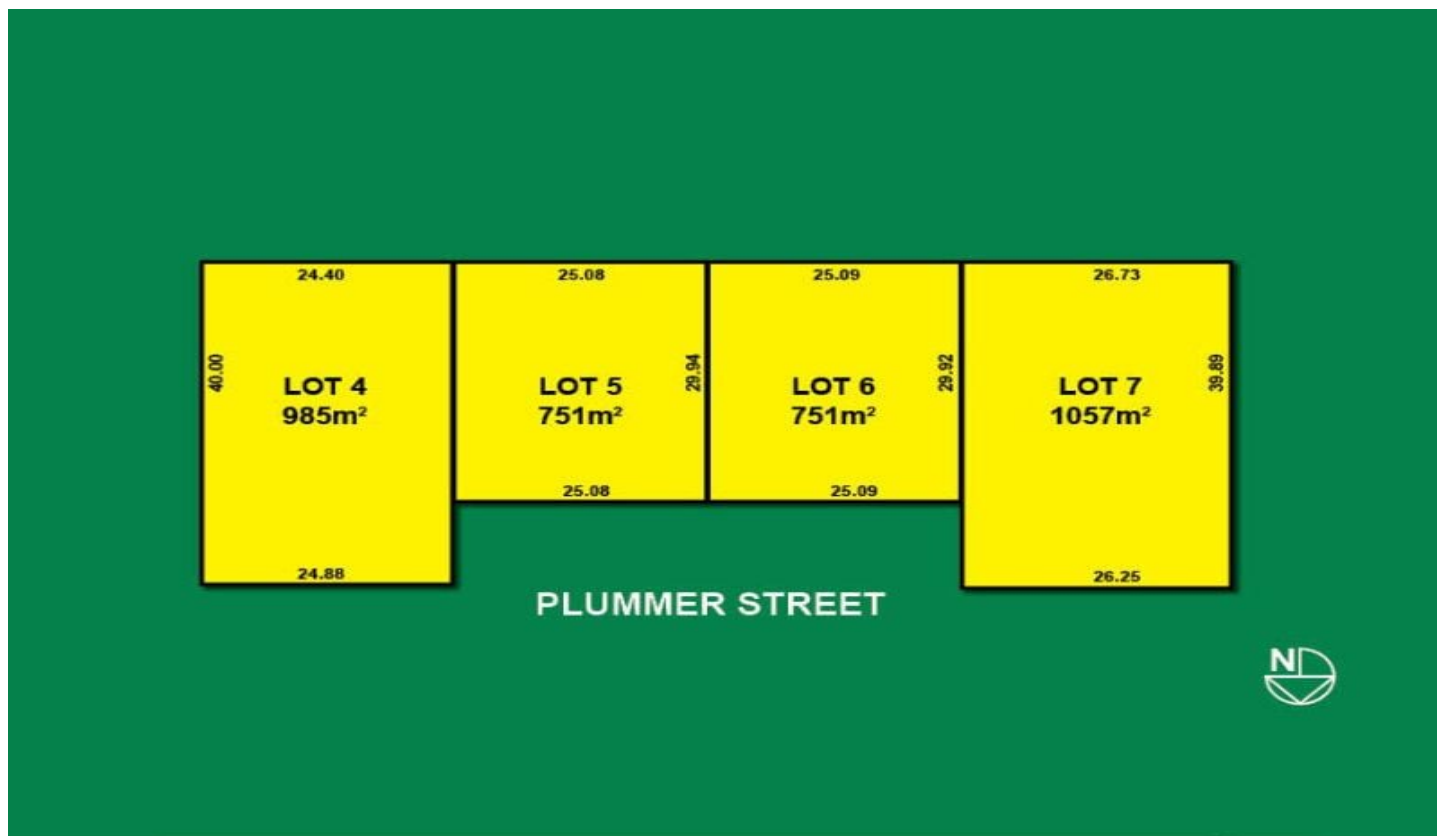 24.40
25.08
25.09
26.73
40.00
LOT 4
985m²
LOT 5
751m²
29.94
LOT 6
751m²
29.92
LOT 7
1057m²
39.89
25.08
25.09
24.88
26.25
PLUMMER STREET
N